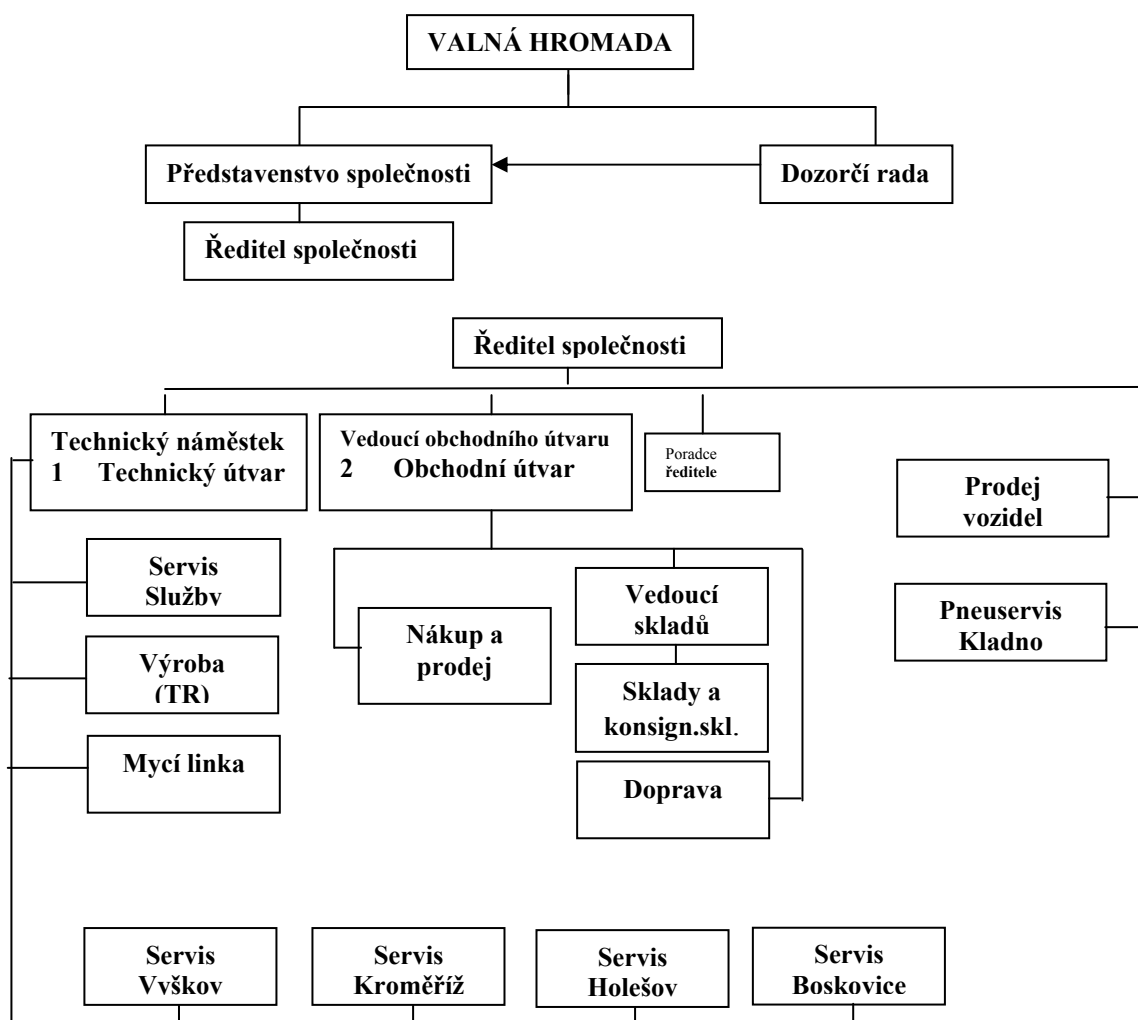 VALNÁ HROMADA
Představenstvo společnosti
Dozorčí rada
Ředitel společnosti
Ředitel společnosti
Technický náměstek
1 Technický útvar
Vedoucí obchodního útvaru
2 Obchodní útvar
Poradce
ředitele
Prodej
vozidel
Servis
Služby
Vedoucí
skladů
Pneuservis
Kladno
Nákup a
prodej
Výroba
(TR)
Sklady a
konsign.skl.
Mycí linka
Doprava
Servis
Vyškov
Servis
Kroměříž
Servis
Holešov
Servis
Boskovice